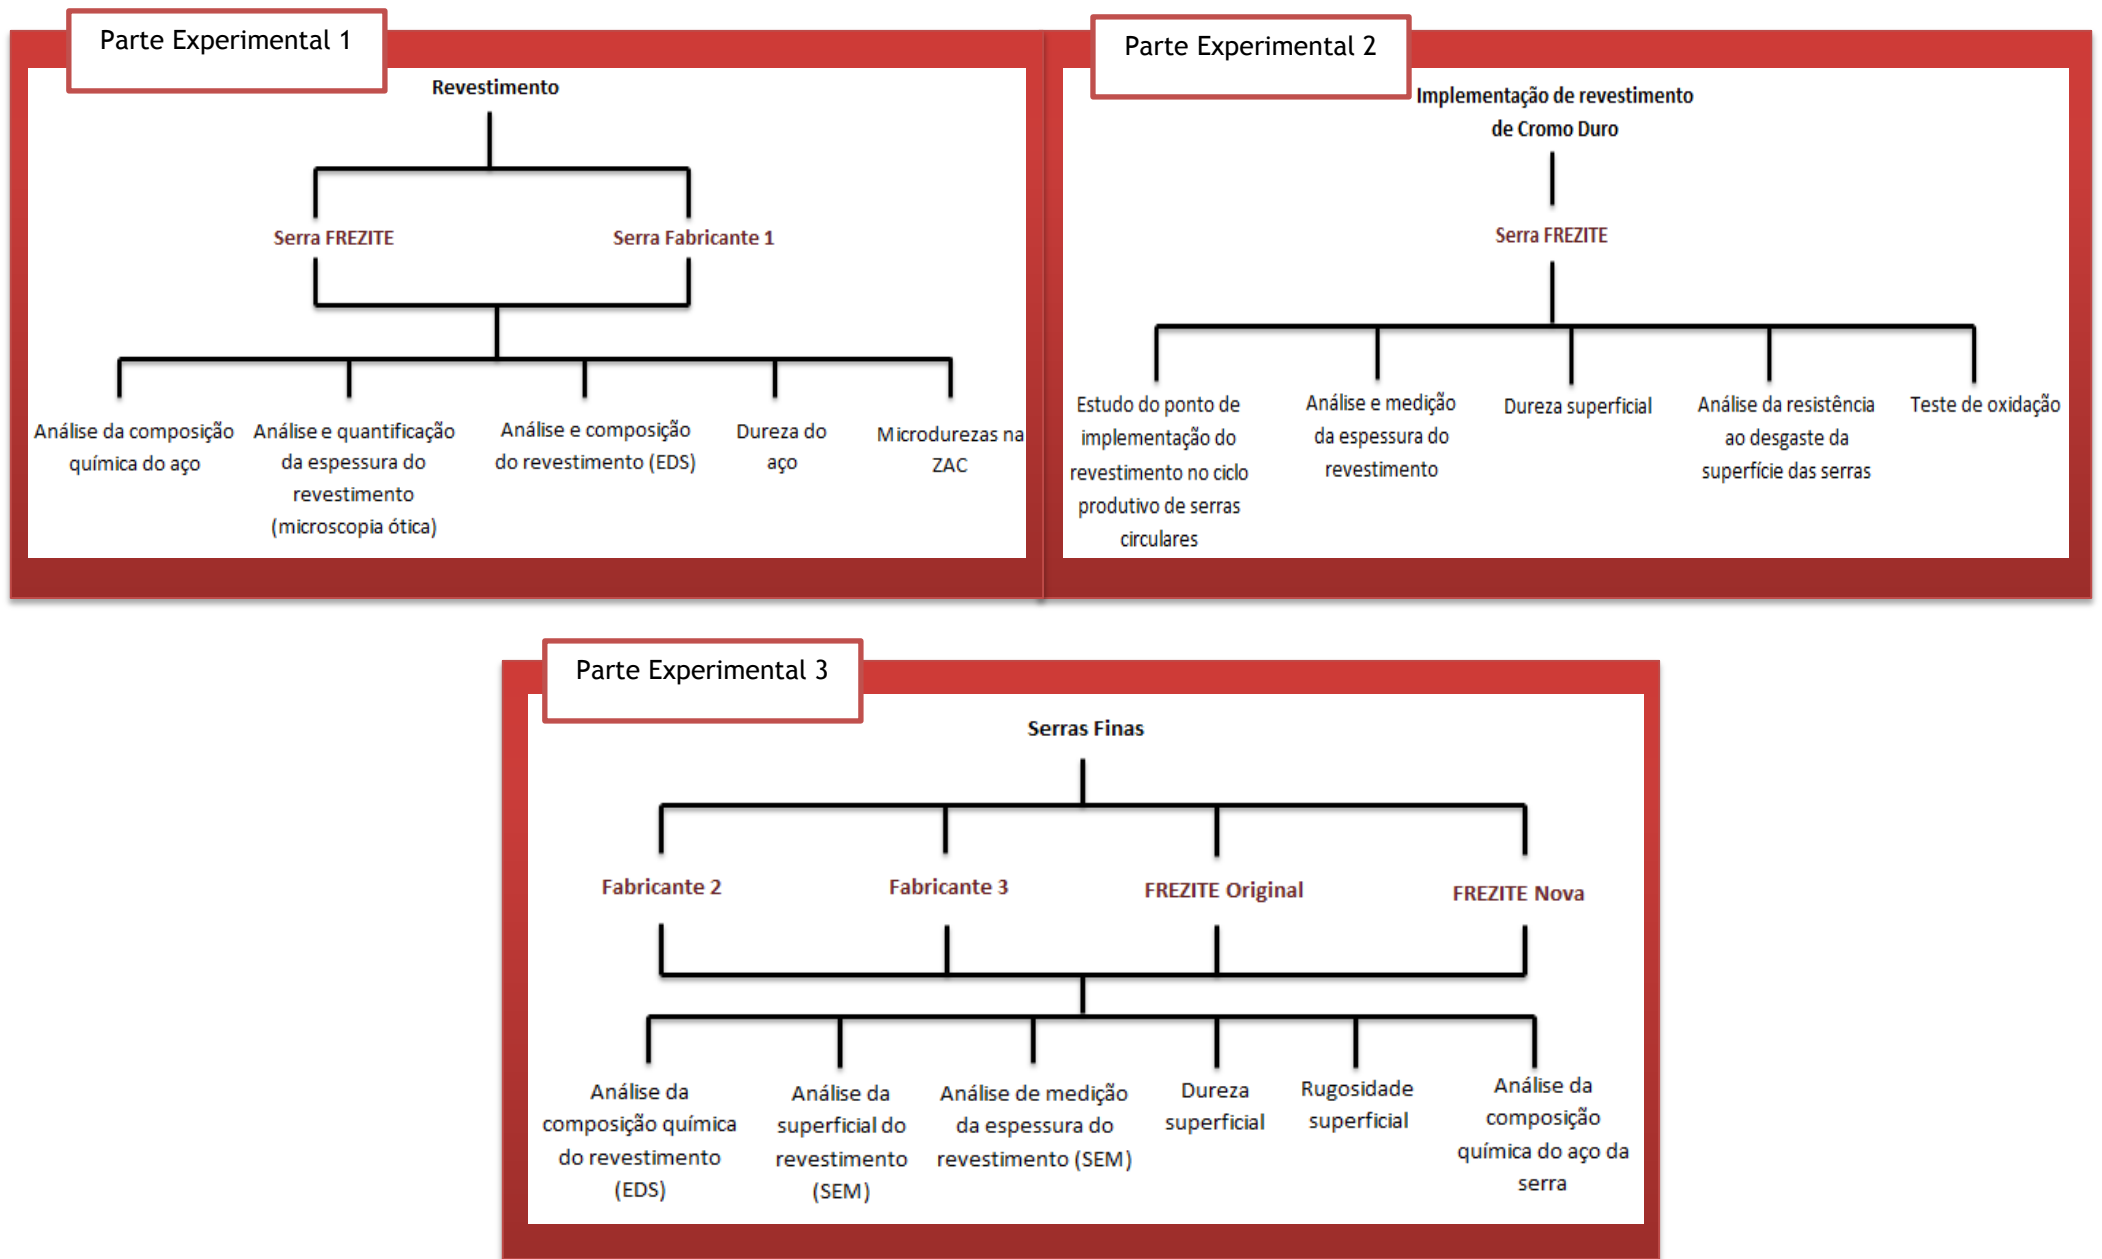 Parte Experimental 1
Revestimento
Serra FREZITE
Serra Fabricante 1
Análise da composição
química do aço
Análise e quantificação
da espessura do
revestimento
(microscopia ótica)
Análise e composição
do revestimento (EDS)
Dureza do
aço
Microdurezas na
ZAC
Parte Experimental 2
Implementação de revestimento
de Cromo Duro
Serra FREZITE
Estudo do ponto de
implementação do
revestimento no ciclo
produtivo de serras
circulares
Análise e medição
da espessura do
revestimento
Dureza superficial
Análise da resistência
ao desgaste da
superfície das serras
Teste de oxidação
Parte Experimental 3
Serras Finas
Fabricante 2
Fabricante 3
FREZITE Original
FREZITE Nova
Análise da
composição química
do revestimento
(EDS)
Análise da
superficial do
revestimento
(SEM)
Análise de medição
da espessura do
revestimento (SEM)
Dureza
superficial
Rugosidade
superficial
Análise da
composição
química do aço da
serra